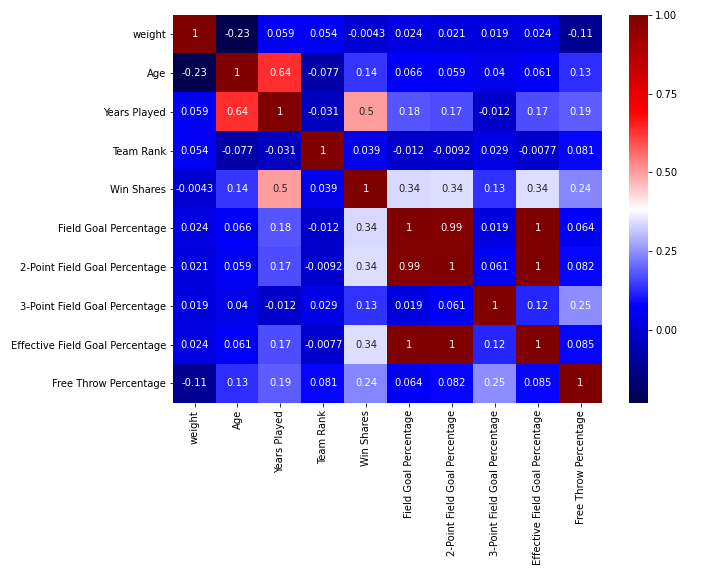 weight 1 -0.23 0.059 0.054 -0.0043 0.024 0.021 0.019 0.024 -0.11
Age -0.23 1 0.64 -0.077 0.14 0.066 0.059 0.04 0.061 0.13
Years Played 0.059 0.64 1 -0.031 0.5 0.18 0.17 -0.012 0.17 0.19
Team Rank 0.054 -0.077 -0.031 1 0.039 -0.012 -0.0092 0.029 -0.0077 0.081
Win Shares -0.0043 0.14 0.5 0.039 1 0.34 0.34 0.13 0.34 0.24
Field Goal Percentage 0.024 0.066 0.18 -0.012 0.34 1 0.99 0.019 1 0.064
2-Point Field Goal Percentage 0.021 0.059 0.17 -0.0092 0.34 0.99 1 0.061 1 0.082
3-Point Field Goal Percentage 0.019 0.04 -0.012 0.029 0.13 0.019 0.061 1 0.12 0.25
Effective Field Goal Percentage 0.024 0.061 0.17 -0.0077 0.34 1 1 0.12 1 0.085
Free Throw Percentage -0.11 0.13 0.19 0.081 0.24 0.064 0.082 0.25 0.085 1
weight
Age
Years Played
Team Rank
Win Shares
Field Goal Percentage
2-Point Field Goal Percentage
3-Point Field Goal Percentage
Effective Field Goal Percentage
Free Throw Percentage
1.00
0.75
0.50
0.25
0.00